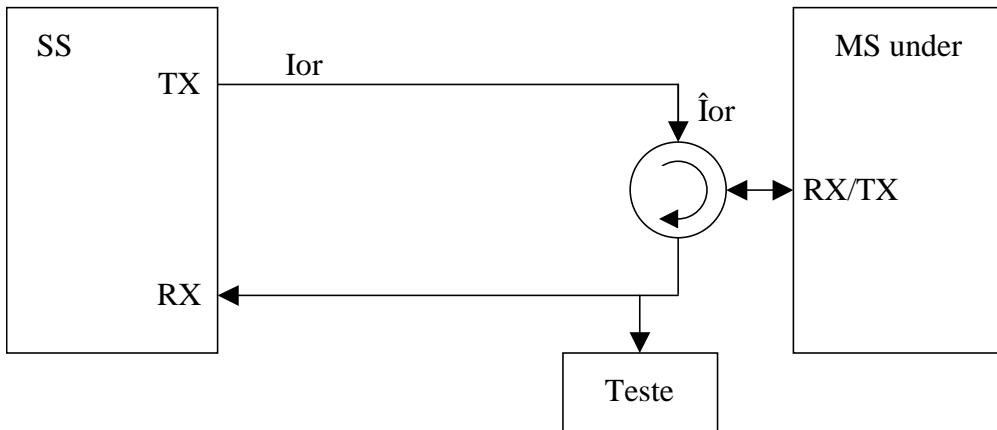 SS
MS under
TX
Ior
Îor
RX/TX
RX
Teste